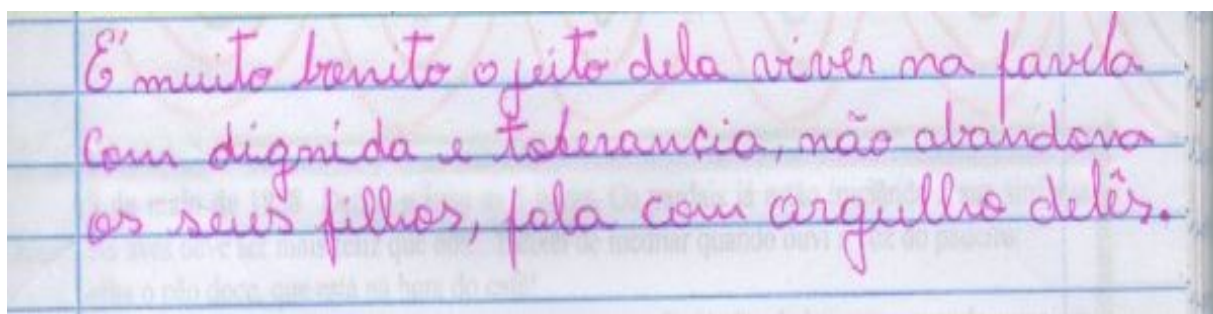 É muito bonito o jeito dela viver na favela
com dignida e tolerancia, não abandona
os seus filhos, fala com orgulho delês.